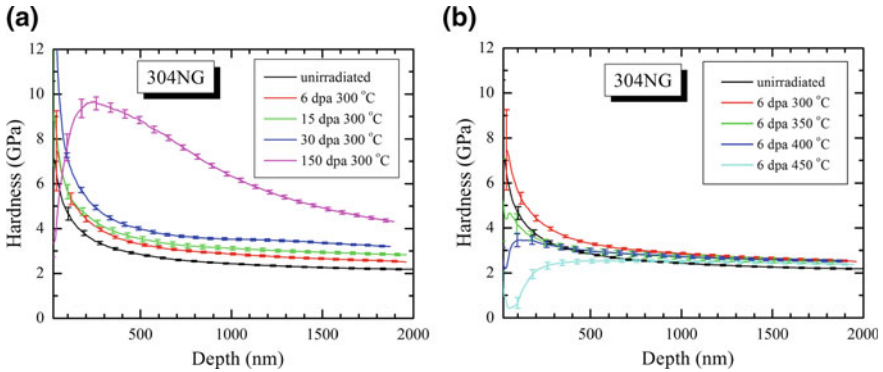 (a)
12
10
8
6
4
2
0
Hardness (GPa)
304NG
unirradiated
6 dpa 300 °C
15 dpa 300 °C
30 dpa 300 °C
150 dpa 300 °C
500
1000
1500
2000
Depth (nm)
(b)
12
10
8
6
4
2
0
Hardness (GPa)
304NG
unirradiated
6 dpa 300 °C
6 dpa 350 °C
6 dpa 400 °C
6 dpa 450 °C
500
1000
1500
2000
Depth (nm)